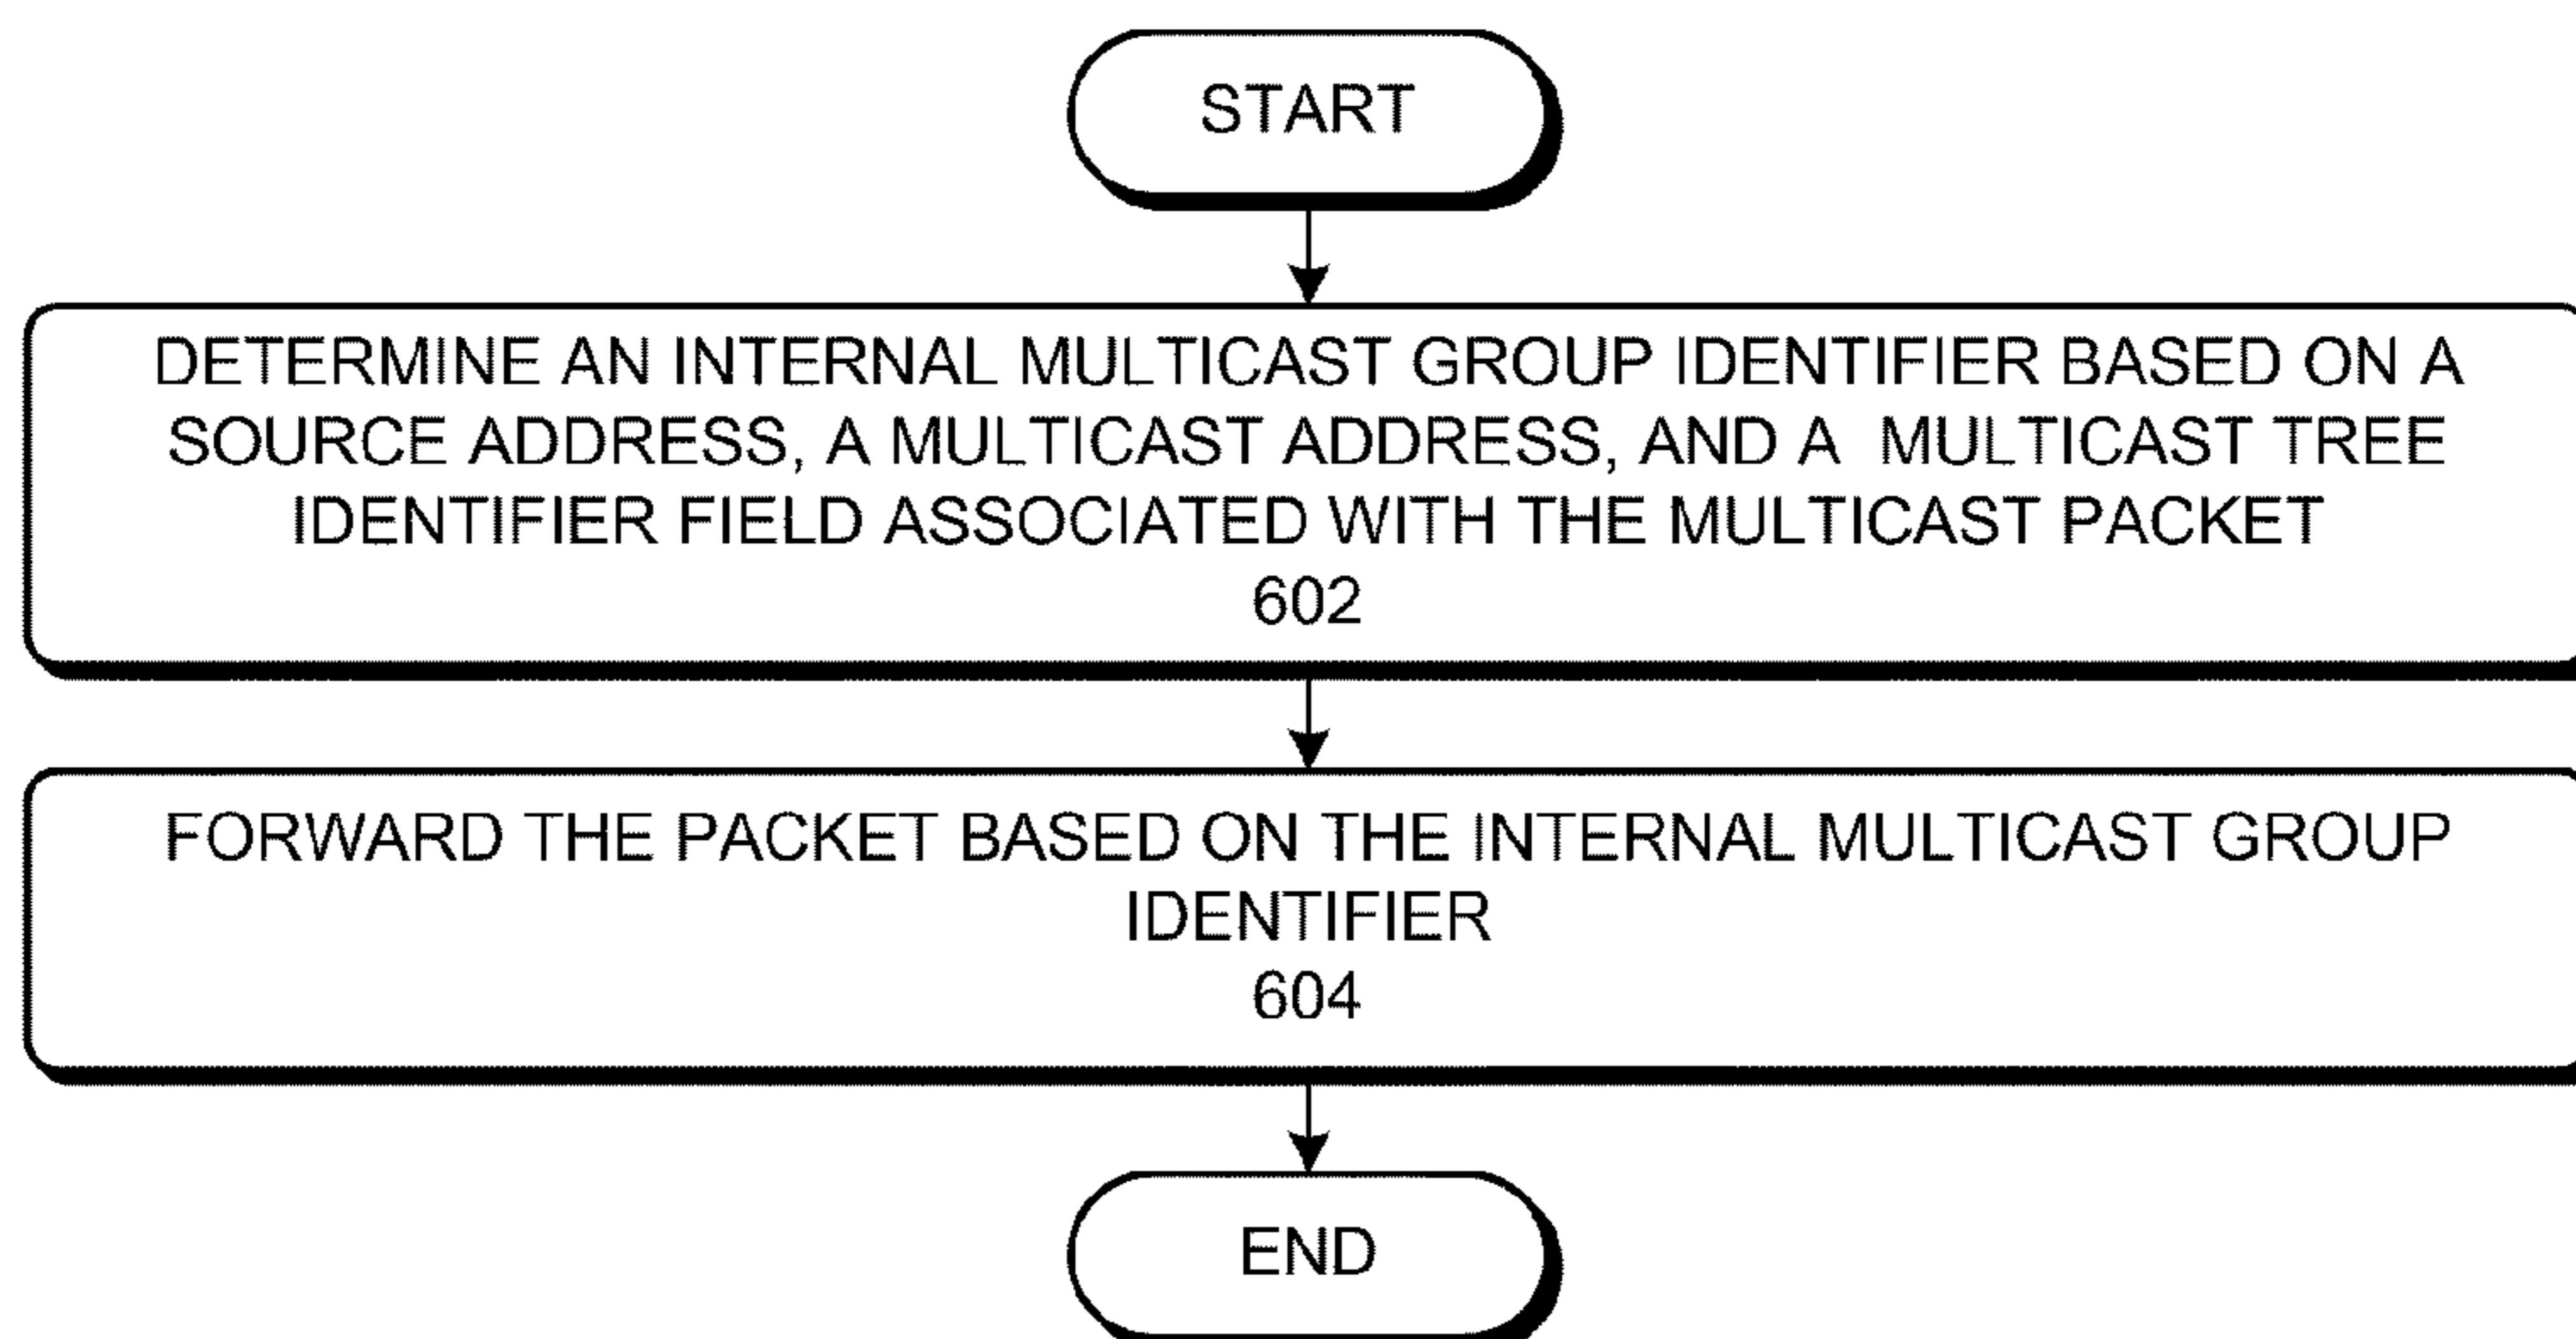 START
DETERMINE AN INTERNAL MULTICAST GROUP IDENTIFIER BASED ON A
SOURCE ADDRESS, A MULTICAST ADDRESS, AND A MULTICAST TREE
IDENTIFIER FIELD ASSOCIATED WITH THE MULTICAST PACKET
602
FORWARD THE PACKET BASED ON THE INTERNAL MULTICAST GROUP
IDENTIFIER
604
END